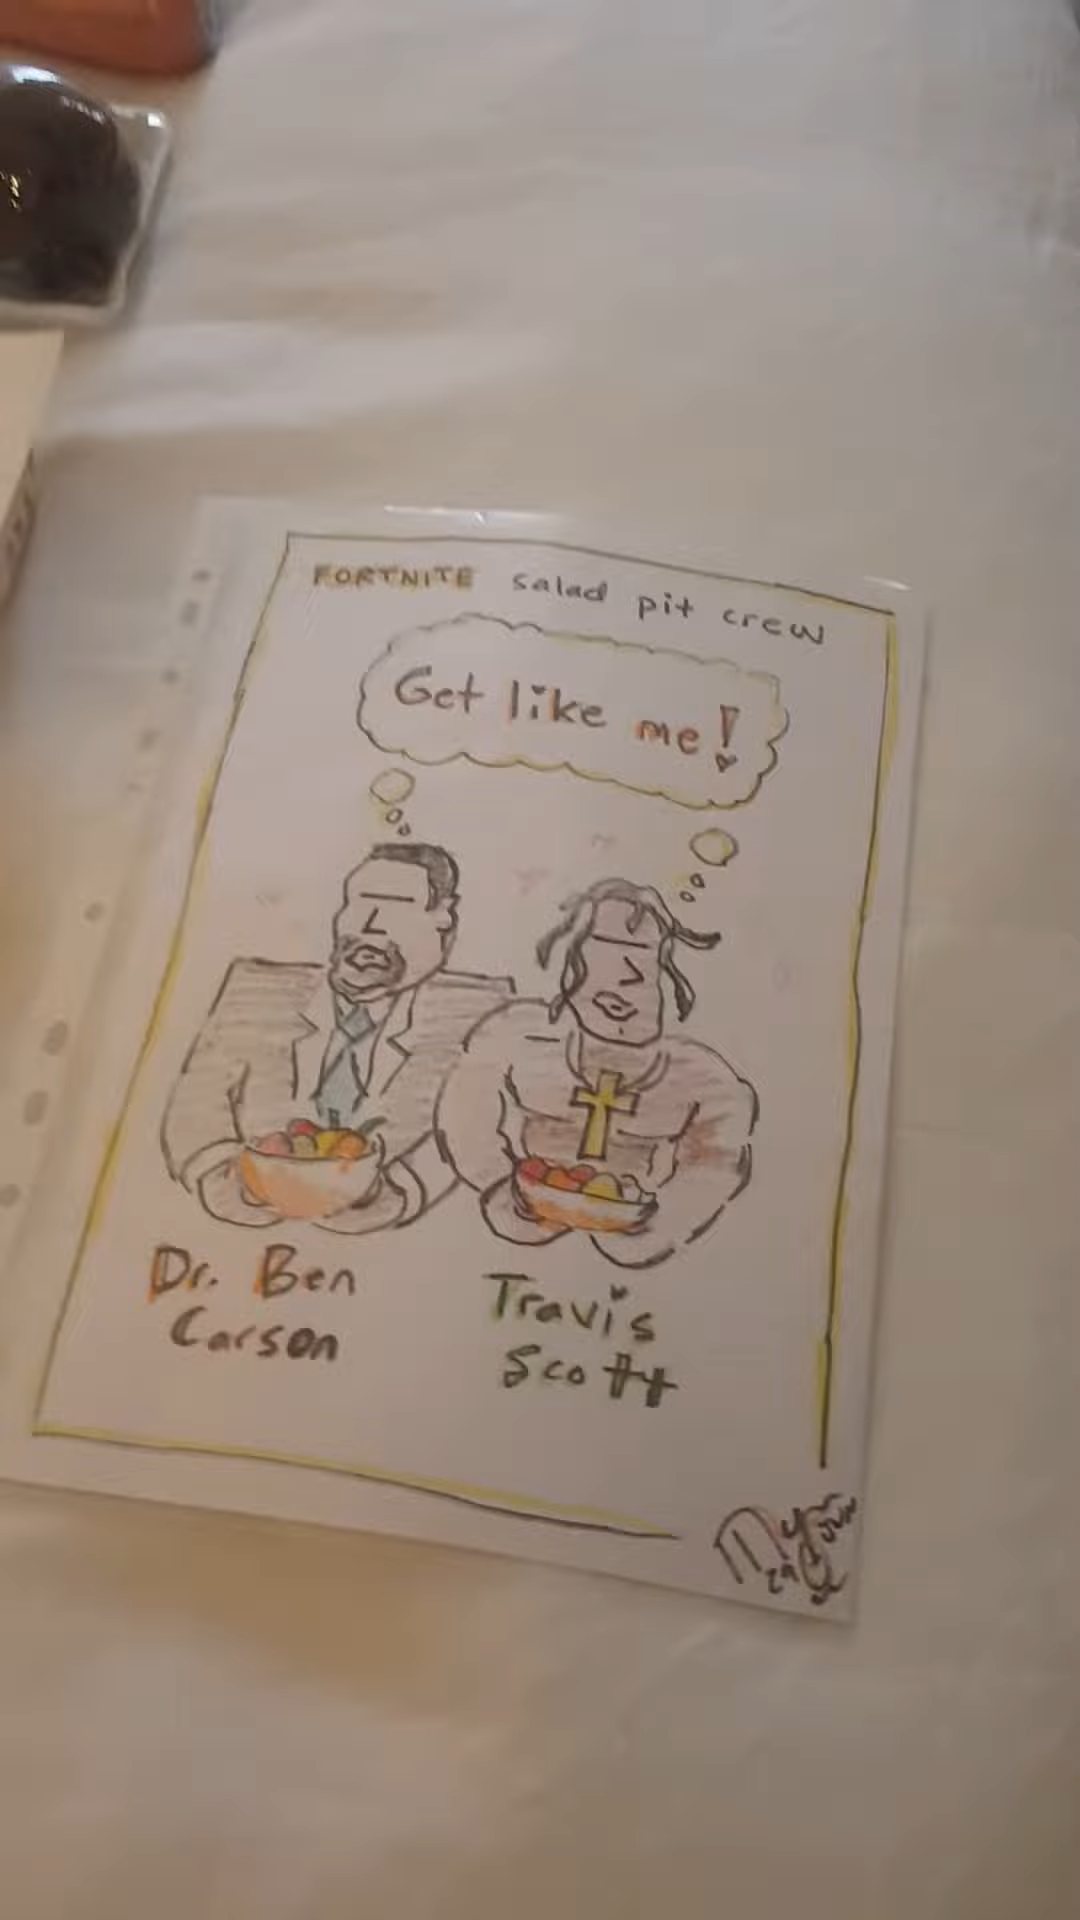 FORTNITE salad pit crew
Get like me!
Dr. Ben
Carson
Travis
Scott